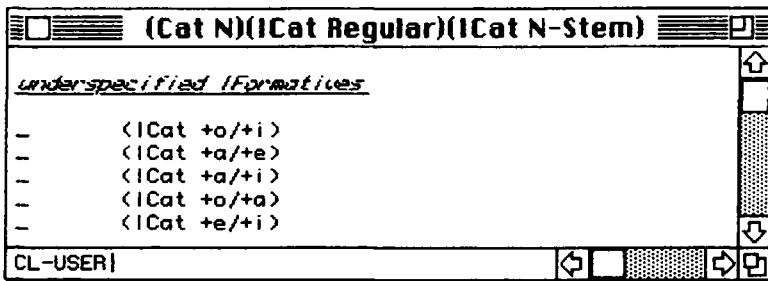 (Cat N)(ICat Regular)(ICat N-Stem)
underspecified IFormatives
_ (ICat +o/+i)
_ (ICat +a/+e)
_ (ICat +a/+i)
_ (ICat +o/+a)
_ (ICat +e/+i)
CL-USER|